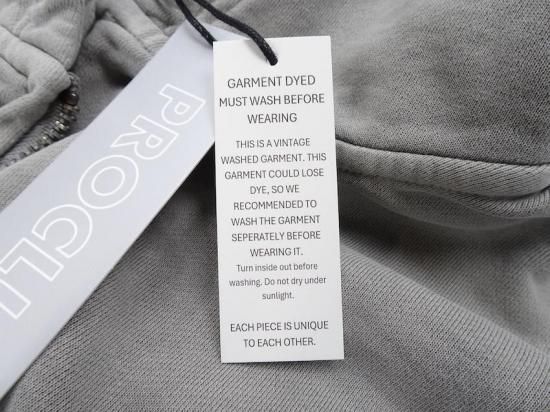 GARMENT DYED
MUST WASH BEFORE
WEARING
THIS IS A VINTAGE
WASHED GARMENT. THIS
GARMENT COULD LOSE
DYE, SO WE
RECOMMENDED TO
WASH THE GARMENT
SEPERATELY BEFORE
WEARING IT.
Turn inside out before
washing. Do not dry under
sunlight.
EACH PIECE IS UNIQUE
TO EACH OTHER.
PROCLI